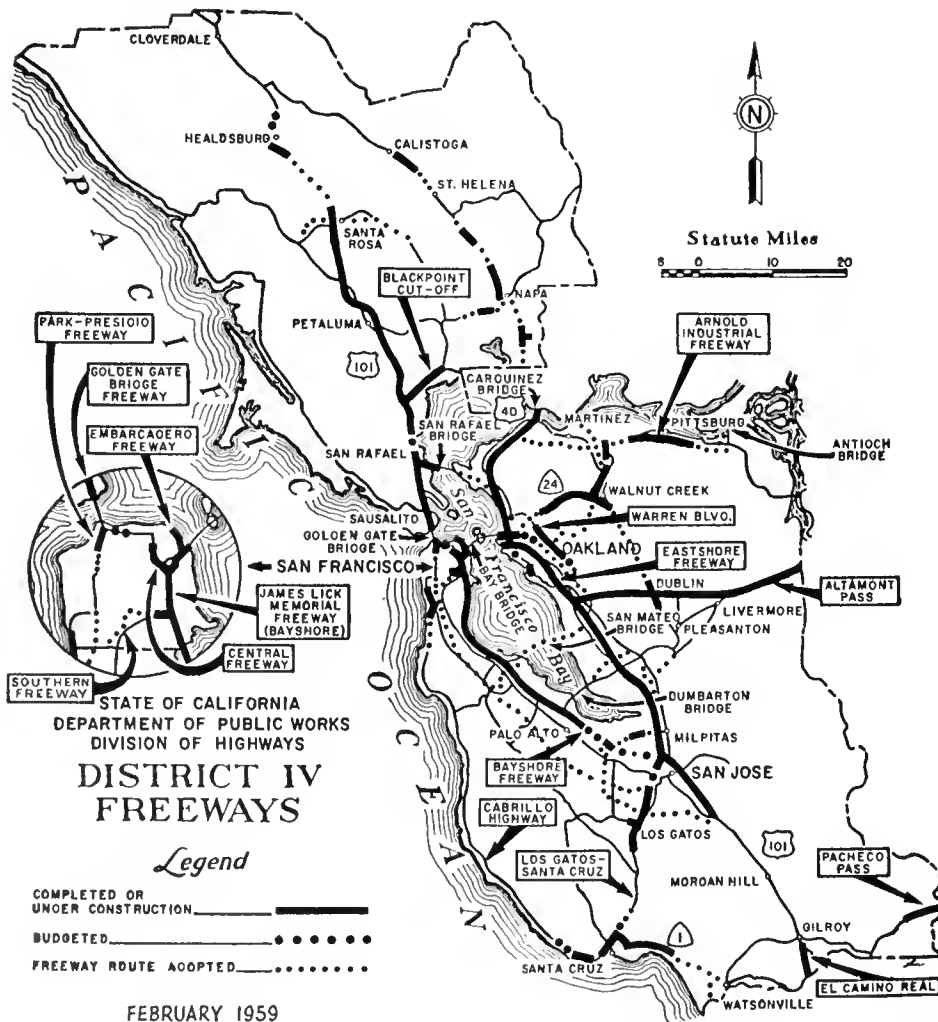 CLOVERDALE
HEALDSBURG
CALISTOGA
ST. HELENA
SANTA
ROSA
BLACKPOINT
CUT-OFF
NAPA
PETALUMA
101
N
Statute Miles
5 0 10 20
PARK-PRESIDIO
FREEWAY
GOLDEN GATE
BRIDGE
FREEWAY
EMBARCADERO
FREEWAY
ARNOLD
INDUSTRIAL
FREEWAY
CARQUINEZ
BRIDGE
40
MARTINEZ
PITTSBURG
ANTIOCH
BRIDGE
SAN RAFAEL
BRIDGE
SAN RAFAEL
24
WALNUT CREEK
WARREN BLVD.
SAUSALITO
GOLDEN GATE
BRIDGE
OAKLAND
EASTSHORE
FREEWAY
SAN FRANCISCO
BAY BRIDGE
San Francisco Bay
DUBLIN
ALTAMONT
PASS
LIVERMORE
SAN MATEO
BRIDGE
PLEASANTON
JAMES LICK
MEMORIAL
FREEWAY
(BAYSHORE)
CENTRAL
FREEWAY
SOUTHERN
FREEWAY
DUMBARTON
BRIDGE
PALO ALTO
MILPITAS
BAYSHORE
FREEWAY
SAN JOSE
CABRILLO
HIGHWAY
LOS GATOS
LOS GATOS-
SANTA CRUZ
101
MORGAN HILL
PACHECO
PASS
GILROY
1
SANTA CRUZ
EL CAMINO REAL
WATSONVILLE
PACIFIC
OCEAN
STATE OF CALIFORNIA
DEPARTMENT OF PUBLIC WORKS
DIVISION OF HIGHWAYS
DISTRICT IV
FREEWAYS
Legend
COMPLETED OR
UNDER CONSTRUCTION
BUDGETED
FREEWAY ROUTE ADOPTED
FEBRUARY 1959